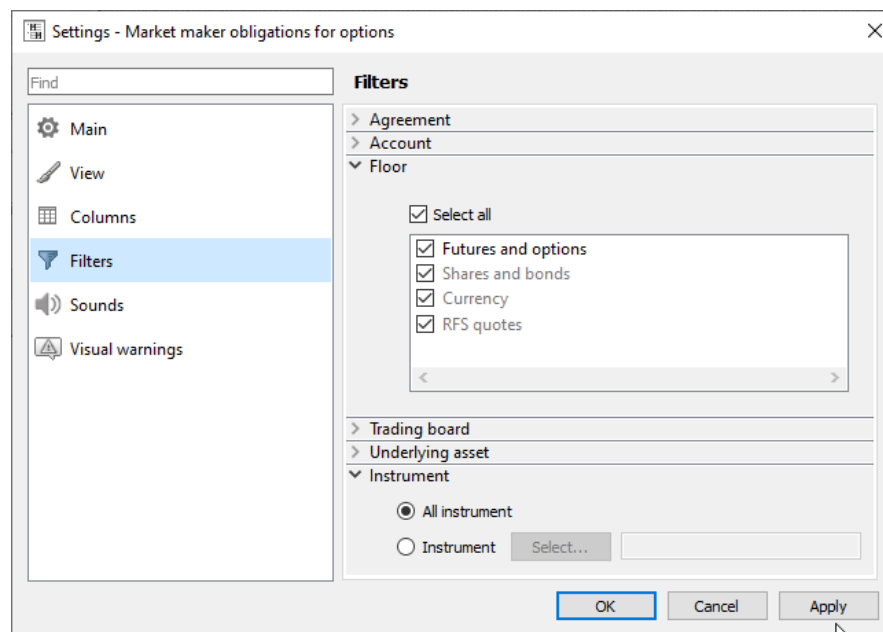 Settings - Market maker obligations for options
Find
Main
View
Columns
Filters
Sounds
Visual warnings
Filters
Agreement
Account
Floor
Select all
Futures and options
Shares and bonds
Currency
RFS quotes
Trading board
Underlying asset
Instrument
All instrument
Instrument Select...
OK Cancel Apply